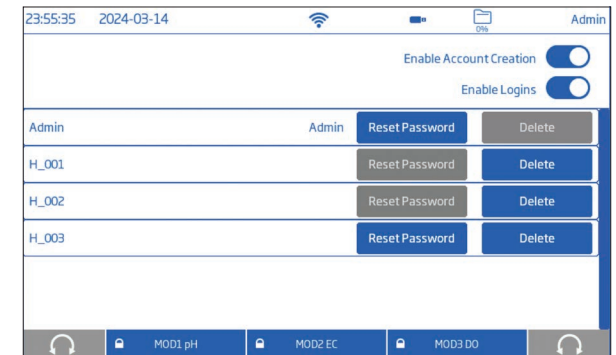 23:55:35 2024-03-14 0% Admin
Enable Account Creation
Enable Logins
Admin Admin Reset Password Delete
H_001 Reset Password Delete
H_002 Reset Password Delete
H_003 Reset Password Delete
MOD1 pH MOD2 EC MOD3 DO